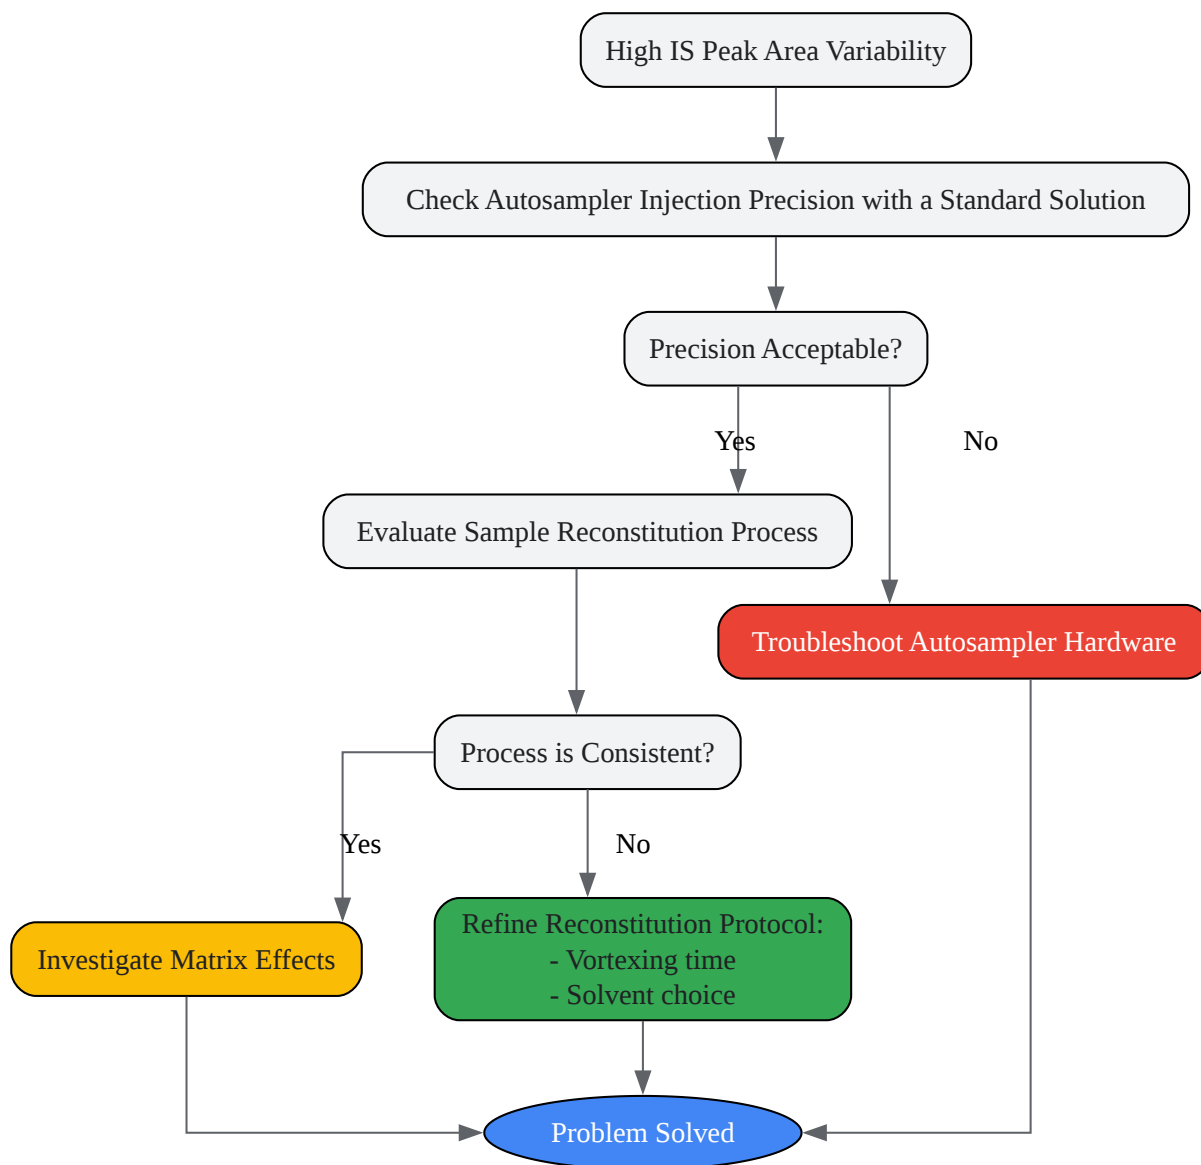 High IS Peak Area Variability
Check Autosampler Injection Precision with a Standard Solution
Precision Acceptable?
Yes
No
Evaluate Sample Reconstitution Process
Troubleshoot Autosampler Hardware
Process is Consistent?
Yes
No
Investigate Matrix Effects
Refine Reconstitution Protocol:
- Vortexing time
- Solvent choice
Problem Solved